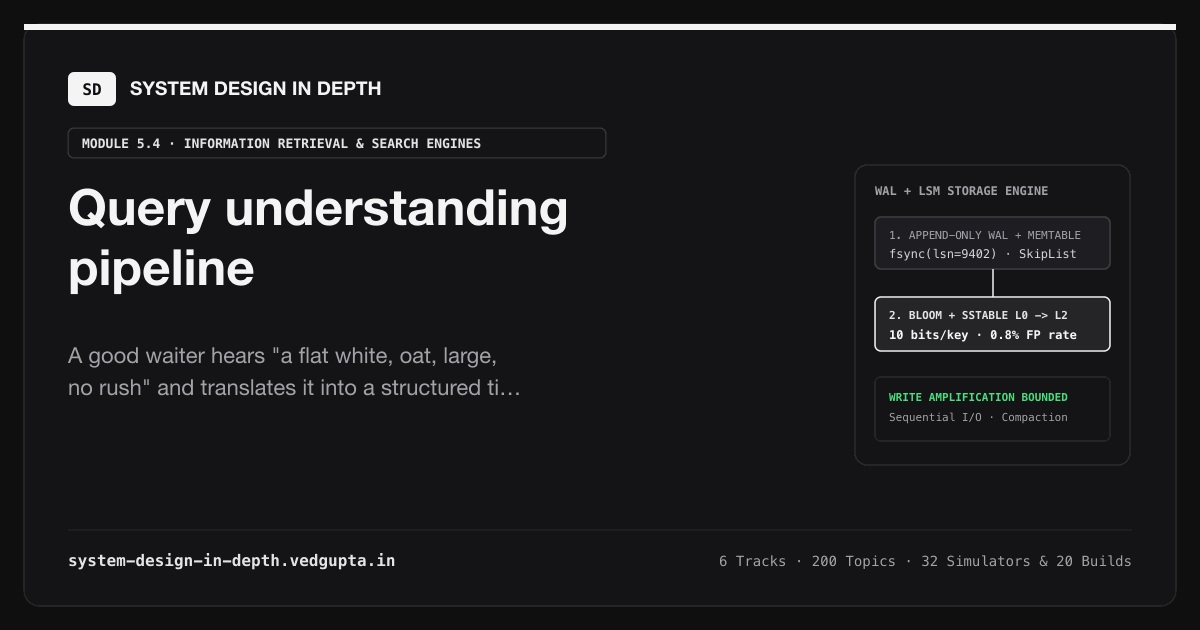 SD SYSTEM DESIGN IN DEPTH
MODULE 5.4 · INFORMATION RETRIEVAL & SEARCH ENGINES
Query understanding
pipeline
A good waiter hears "a flat white, oat, large,
no rush" and translates it into a structured ti…
WAL + LSM STORAGE ENGINE
1. APPEND-ONLY WAL + MEMTABLE
fsync(lsn=9402) · SkipList
2. BLOOM + SSTABLE L0 -> L2
10 bits/key · 0.8% FP rate
WRITE AMPLIFICATION BOUNDED
Sequential I/O · Compaction
system-design-in-depth.vedgupta.in
6 Tracks · 200 Topics · 32 Simulators & 20 Builds